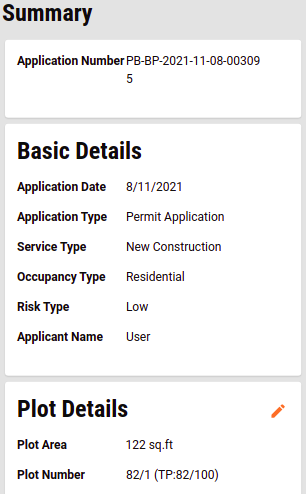 Summary
Application Number PB-BP-2021-11-08-00309
5
Basic Details
Application Date 8/11/2021
Application Type Permit Application
Service Type New Construction
Occupancy Type Residential
Risk Type Low
Applicant Name User
Plot Details
Plot Area 122 sq.ft
Plot Number 82/1 (TP:82/100)